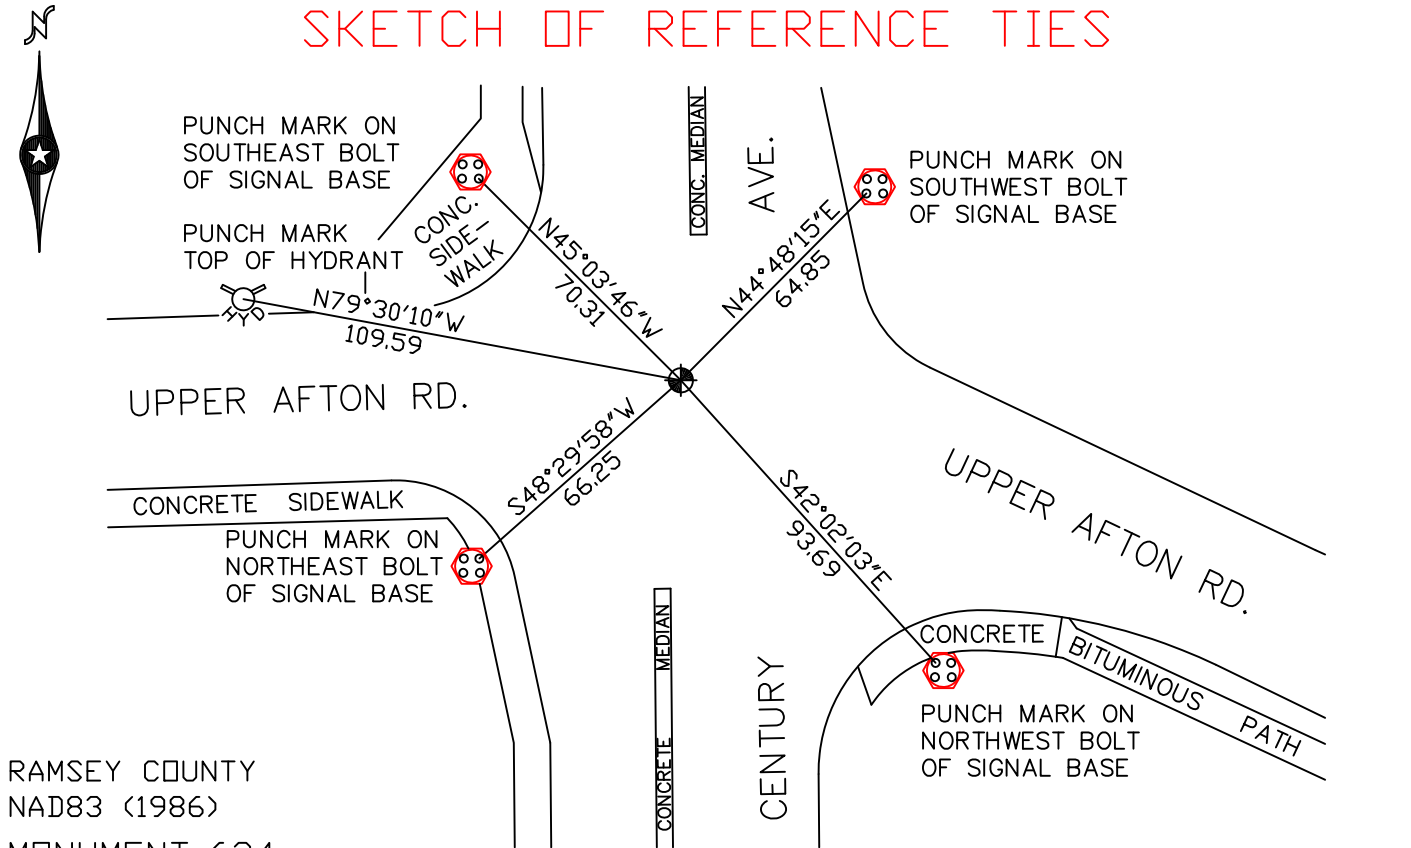 N
SKETCH OF REFERENCE TIES
PUNCH MARK ON
SOUTHEAST BOLT
OF SIGNAL BASE
CONC. MEDIAN
AVE.
PUNCH MARK ON
SOUTHWEST BOLT
OF SIGNAL BASE
PUNCH MARK
TOP OF HYDRANT
CONC.
SIDE-
WALK
N45°03'46"W
70.31
N44°48'15"E
64.85
HYD
N79°30'10"W
109.59
UPPER AFTON RD.
S48°29'58"W
66.25
S42°02'03"E
93.69
UPPER AFTON RD.
CONCRETE SIDEWALK
PUNCH MARK ON
NORTHEAST BOLT
OF SIGNAL BASE
CONCRETE MEDIAN
CENTURY
CONCRETE
BITUMINOUS PATH
PUNCH MARK ON
NORTHWEST BOLT
OF SIGNAL BASE
RAMSEY COUNTY
NAD83 (1986)
MONUMENT